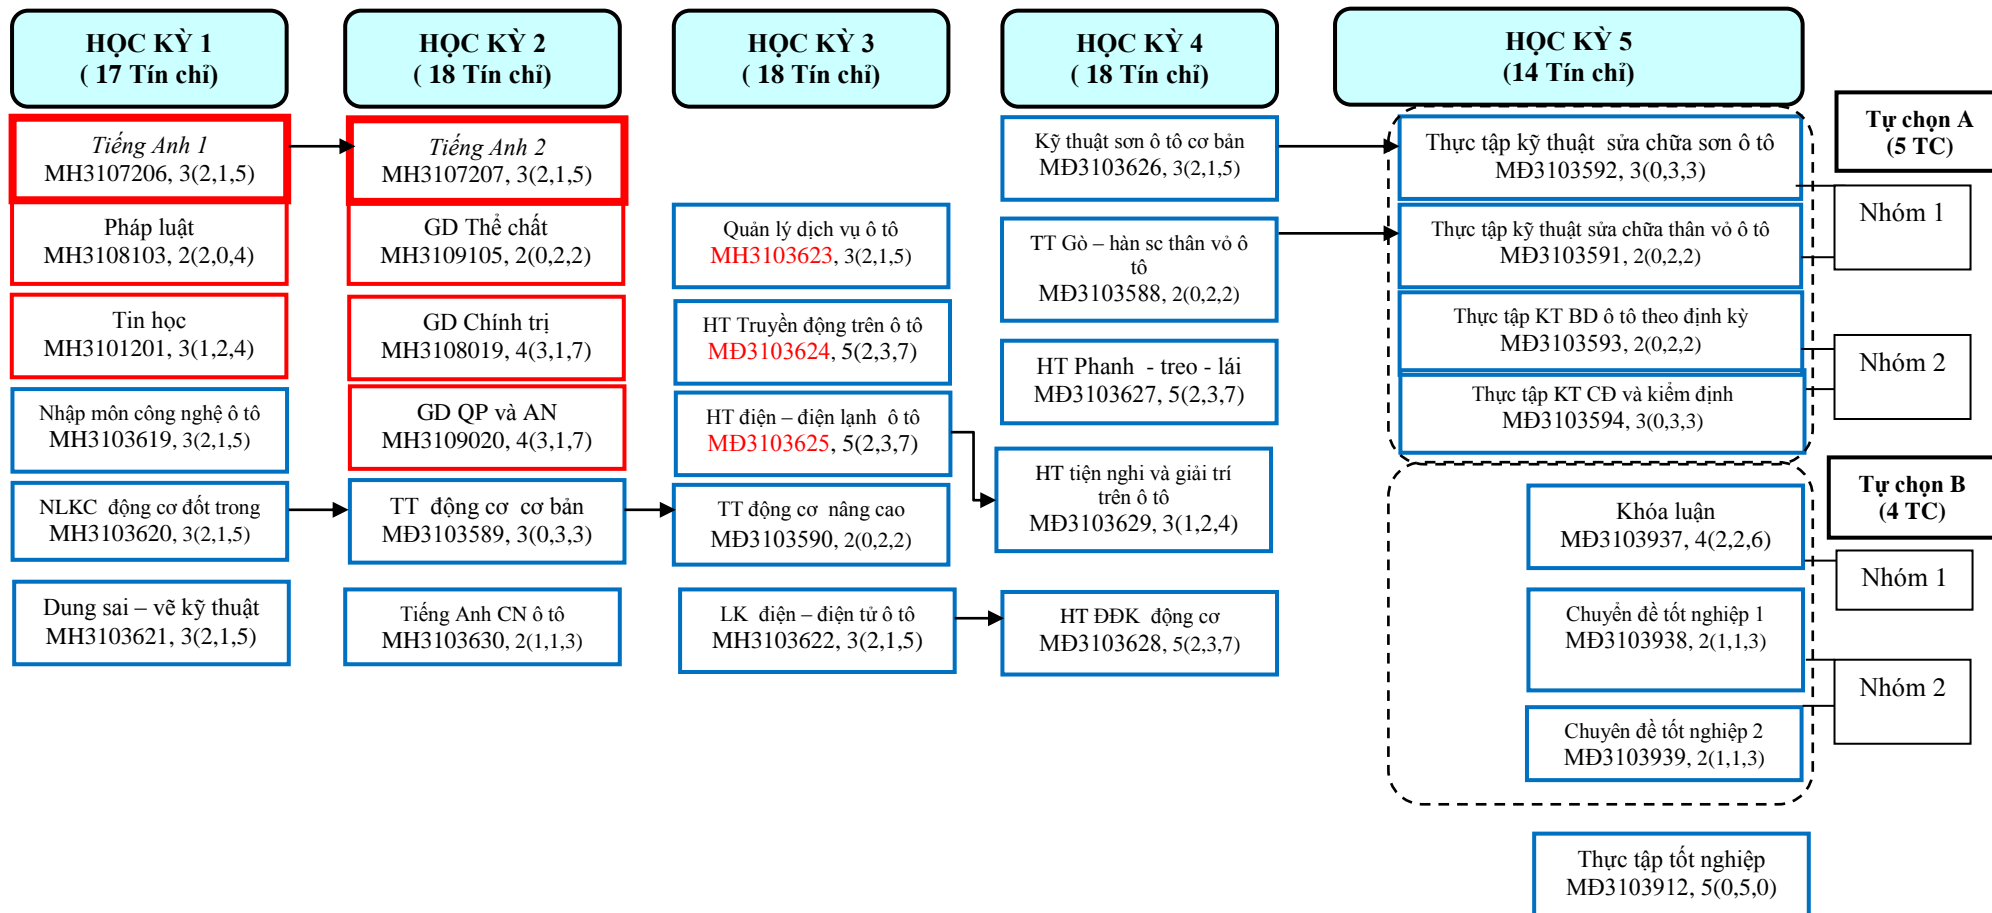 HỌC KỲ 1
( 17 Tín chỉ)
Tiếng Anh 1
MH3107206, 3(2,1,5)
Pháp luật
MH3108103, 2(2,0,4)
Tin học
MH3101201, 3(1,2,4)
Nhập môn công nghệ ô tô
MH3103619, 3(2,1,5)
NLKC động cơ đốt trong
MH3103620, 3(2,1,5)
Dung sai – vẽ kỹ thuật
MH3103621, 3(2,1,5)
HỌC KỲ 2
( 18 Tín chỉ)
Tiếng Anh 2
MH3107207, 3(2,1,5)
GD Thể chất
MH3109105, 2(0,2,2)
GD Chính trị
MH3108019, 4(3,1,7)
GD QP và AN
MH3109020, 4(3,1,7)
TT động cơ cơ bản
MĐ3103589, 3(0,3,3)
Tiếng Anh CN ô tô
MH3103630, 2(1,1,3)
HỌC KỲ 3
( 18 Tín chỉ)
Quản lý dịch vụ ô tô
MH3103623, 3(2,1,5)
HT Truyền động trên ô tô
MĐ3103624, 5(2,3,7)
HT điện – điện lạnh ô tô
MĐ3103625, 5(2,3,7)
TT động cơ nâng cao
MĐ3103590, 2(0,2,2)
LK điện – điện tử ô tô
MH3103622, 3(2,1,5)
HỌC KỲ 4
( 18 Tín chỉ)
Kỹ thuật sơn ô tô cơ bản
MĐ3103626, 3(2,1,5)
TT Gò – hàn sc thân vỏ ô
tô
MĐ3103588, 2(0,2,2)
HT Phanh - treo - lái
MĐ3103627, 5(2,3,7)
HT tiện nghi và giải trí
trên ô tô
MĐ3103629, 3(1,2,4)
HT ĐĐK động cơ
MĐ3103628, 5(2,3,7)
HỌC KỲ 5
(14 Tín chỉ)
Thực tập kỹ thuật sửa chữa sơn ô tô
MĐ3103592, 3(0,3,3)
Thực tập kỹ thuật sửa chữa thân vỏ ô tô
MĐ3103591, 2(0,2,2)
Thực tập KT BD ô tô theo định kỳ
MĐ3103593, 2(0,2,2)
Thực tập KT CĐ và kiểm định
MĐ3103594, 3(0,3,3)
Khóa luận
MĐ3103937, 4(2,2,6)
Chuyển đề tốt nghiệp 1
MĐ3103938, 2(1,1,3)
Chuyên đề tốt nghiệp 2
MĐ3103939, 2(1,1,3)
Thực tập tốt nghiệp
MĐ3103912, 5(0,5,0)
Tự chọn A
(5 TC)
Nhóm 1
Nhóm 2
Tự chọn B
(4 TC)
Nhóm 1
Nhóm 2